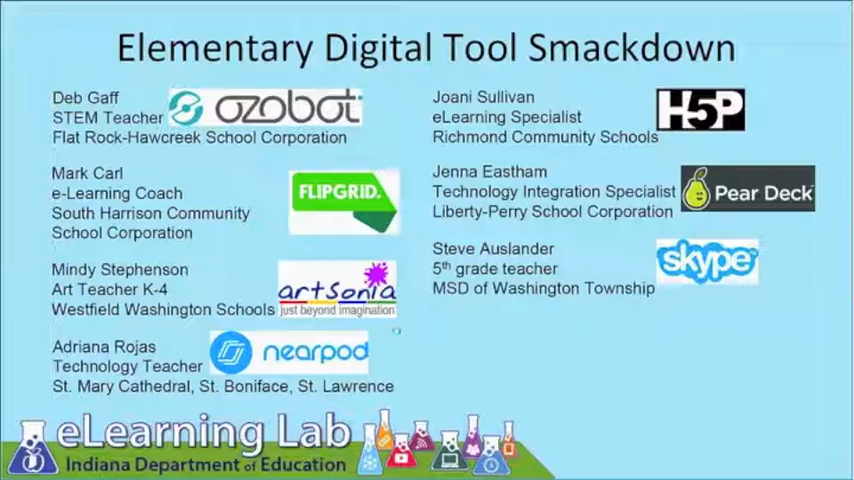 Elementary Digital Tool Smackdown
Deb Gaff
STEM Teacher
Flat Rock-Hawcreek School Corporation
ozobot
Mark Carl
e-Learning Coach
South Harrison Community
School Corporation
FLIPGRID.
Mindy Stephenson
Art Teacher K-4
Westfield Washington Schools
artsonia
just beyond imagination
Adriana Rojas
Technology Teacher
St. Mary Cathedral, St. Boniface, St. Lawrence
nearpod
Joani Sullivan
eLearning Specialist
Richmond Community Schools
H5P
Jenna Eastham
Technology Integration Specialist
Liberty-Perry School Corporation
Pear Deck
Steve Auslander
5th grade teacher
MSD of Washington Township
skype
eLearning Lab
Indiana Department of Education